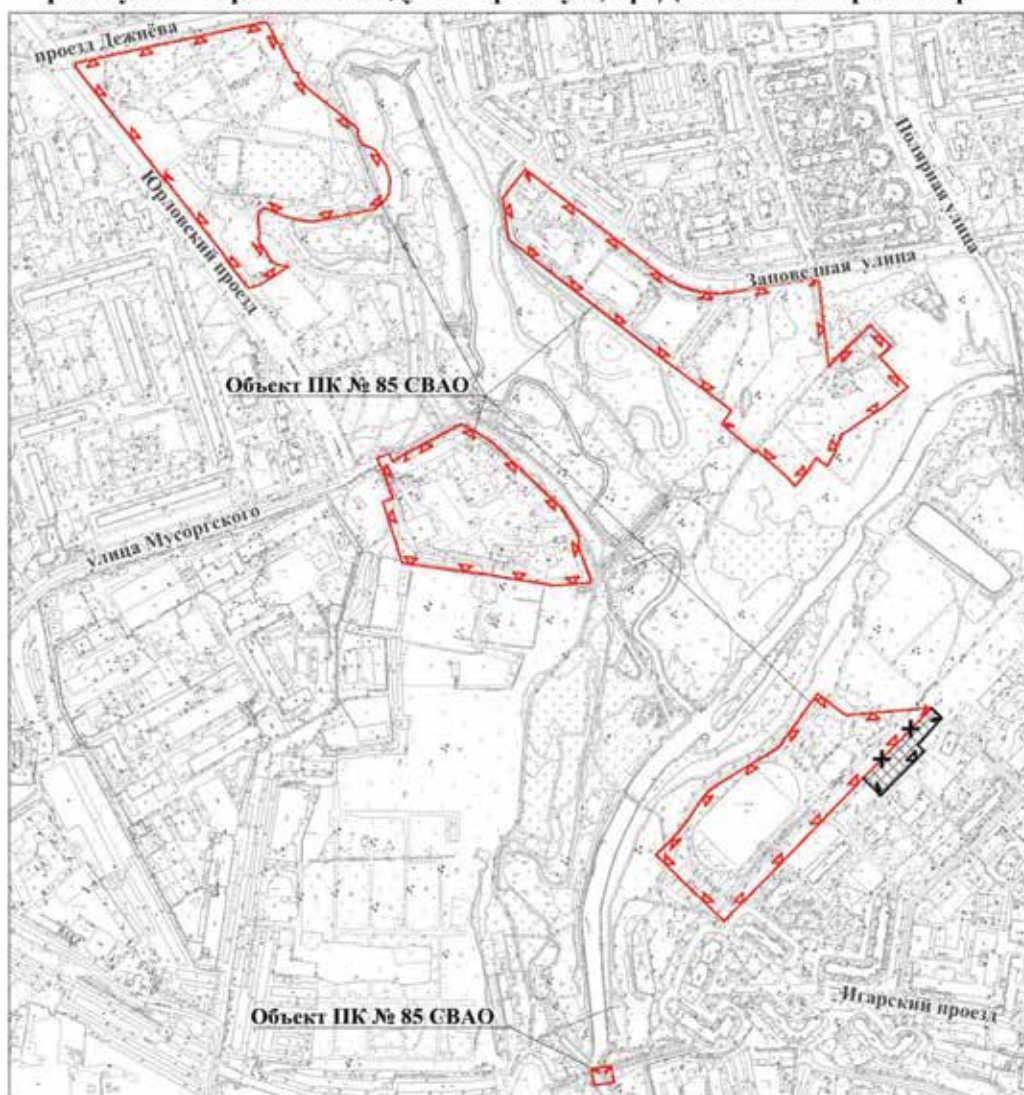 проезд Дежнёва
Полярная улица
Юрловский проезд
Заповедная улица
Объект ПК № 85 СВАО
улица Мусоргского
Игарский проезд
Объект ПК № 85 СВАО